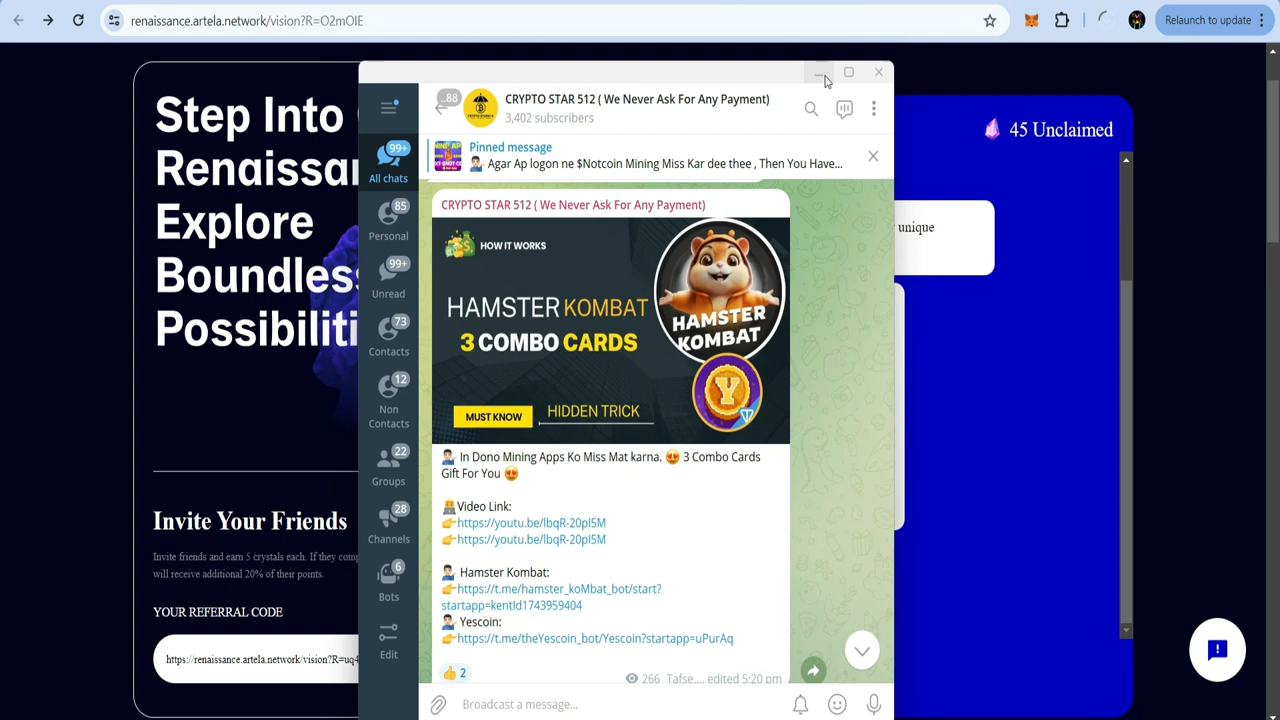 renaissance.artela.network/vision?R=O2mOIE
Relaunch to update
Step Into
Renaissa
Explore
Boundless
Possibiliti
Invite Your Friends
Invite friends and earn 5 crystals each. If they comp
will receive additional 20% of their points.
YOUR REFERRAL CODE
https://renaissance.artela.network/vision?R=uq4
..88
CRYPTO STAR 512 ( We Never Ask For Any Payment)
3,402 subscribers
Pinned message
Agar Ap logon ne $Notcoin Mining Miss Kar dee thee , Then You Have...
99+
All chats
85
Personal
99+
Unread
73
Contacts
12
Non
Contacts
22
Groups
28
Channels
6
Bots
Edit
CRYPTO STAR 512 ( We Never Ask For Any Payment)
HOW IT WORKS
HAMSTER KOMBAT
3 COMBO CARDS
MUST KNOW
HIDDEN TRICK
HAMSTER
KOMBAT
Y
In Dono Mining Apps Ko Miss Mat karna. 😍 3 Combo Cards
Gift For You 😍
Video Link:
👉https://youtu.be/lbqR-20pI5M
👉https://youtu.be/lbqR-20pI5M
Hamster Kombat:
👉https://t.me/hamster_koMbat_bot/start?
startapp=kentId1743959404
Yescoin:
👉https://t.me/theYescoin_bot/Yescoin?startapp=uPurAq
👍 2
266 Tafse.... edited 5:20 pm
Broadcast a message...
45 Unclaimed
unique